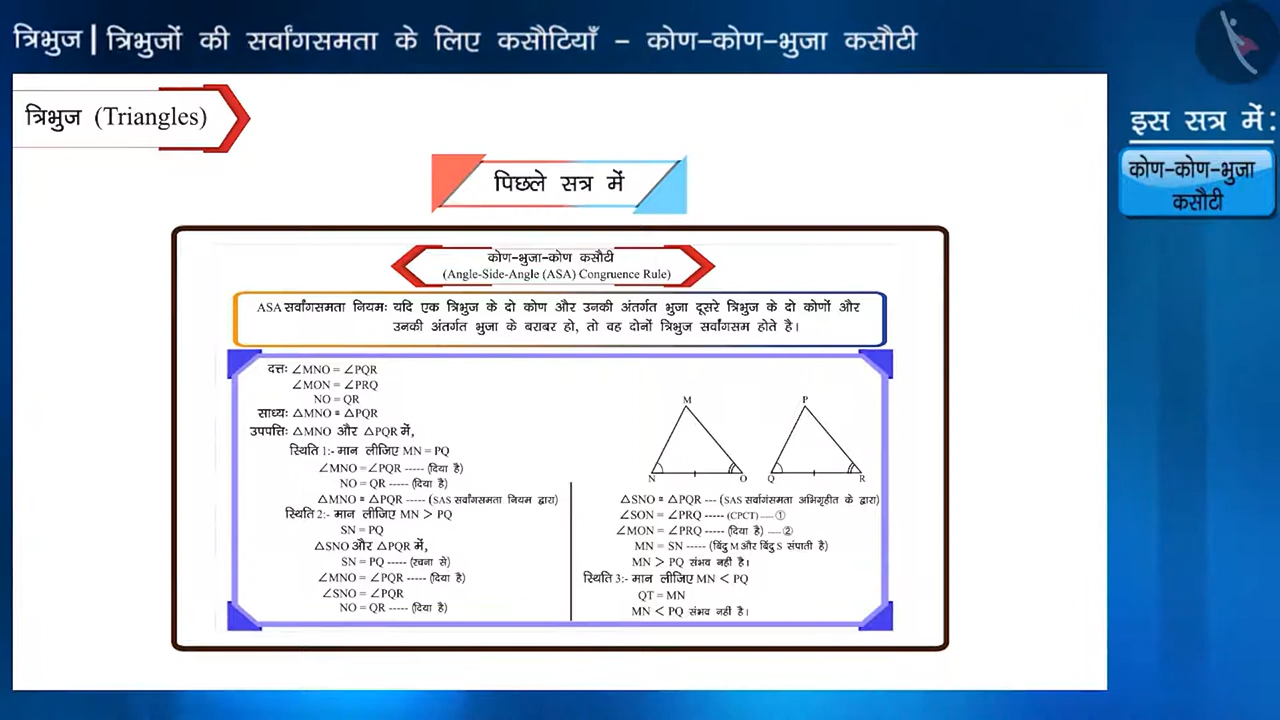 त्रिभुज | त्रिभुजों की सर्वांगसमता के लिए कसौटियाँ - कोण-कोण-भुजा कसौटी
त्रिभुज (Triangles)
इस सत्र में:
कोण-कोण-भुजा
कसौटी
पिछले सत्र में
कोण-भुजा-कोण कसौटी
(Angle-Side-Angle (ASA) Congruence Rule)
ASA सर्वांगसमता नियमः यदि एक त्रिभुज के दो कोण और उनकी अंतर्गत भुजा दूसरे त्रिभुज के दो कोणों और
उनकी अंतर्गत भुजा के बराबर हो, तो वह दोनों त्रिभुज सर्वांगसम होते है।
दत्तः ∠MNO = ∠PQR
∠MON = ∠PRQ
NO = QR
साध्यः △MNO ≅ △PQR
उपपत्तिः △MNO और △PQR में,
स्थिति 1:- मान लीजिए MN = PQ
∠MNO = ∠PQR ----- (दिया है)
NO = QR ----- (दिया है)
△MNO ≅ △PQR ----- (SAS सर्वांगसमता नियम द्वारा)
स्थिति 2:- मान लीजिए MN > PQ
SN = PQ
△SNO और △PQR में,
SN = PQ ----- (रचना से)
∠MNO = ∠PQR ----- (दिया है)
∠SNO = ∠PQR
NO = QR ----- (दिया है)
M
P
N
O
Q
R
△SNO ≅ △PQR --- (SAS सर्वांगसमता अभिगृहीत के द्वारा)
∠SON = ∠PRQ ----- (CPCT) ----①
∠MON = ∠PRQ ----- (दिया है) ----②
MN = SN ----- (बिंदु M और बिंदु S संपाती है)
MN > PQ संभव नहीं है।
स्थिति 3:- मान लीजिए MN < PQ
QT = MN
MN < PQ संभव नहीं है।